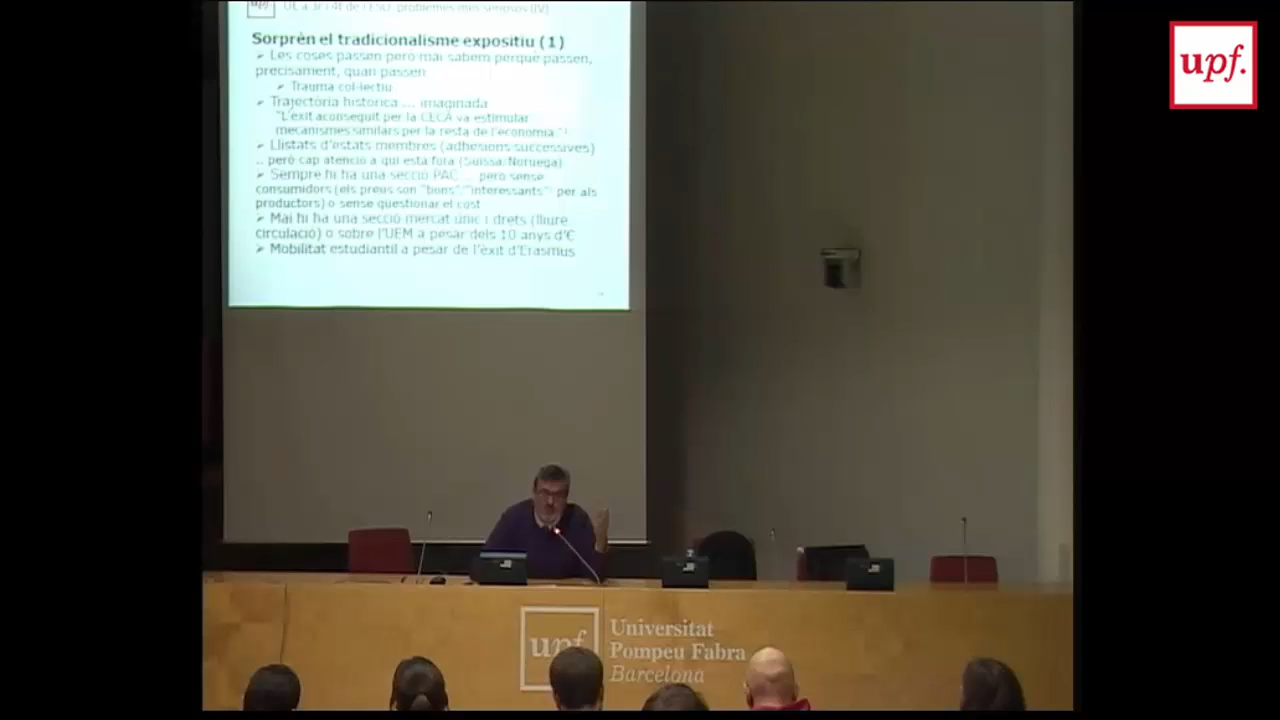 upf
UE a 3r i 4t de l'ESO: problemes més seriosos (IV)
Sorprèn el tradicionalisme expositiu (1)
➢ Les coses passen però mai sabem perquè passen,
precisament, quan passen
➢ Trauma col·lectiu
➢ Trajectòria històrica ... imaginada
"L'èxit aconseguit per la CECA va estimular
mecanismes similars per la resta de l'economia."
➢ Llistats d'estats membres (adhesions successives)
.. però cap atenció a qui està fora (Suïssa/Noruega)
➢ Sempre hi ha una secció PAC ... però sense
consumidors (els preus son "bons"/"interessants" per als
productors) o sense qüestionar el cost
➢ Mai hi ha una secció mercat únic i drets (lliure
circulació) o sobre l'UEM a pesar dels 10 anys d'€
➢ Mobilitat estudiantil a pesar de l'èxit d'Erasmus
upf.
upf
Universitat
Pompeu Fabra
Barcelona